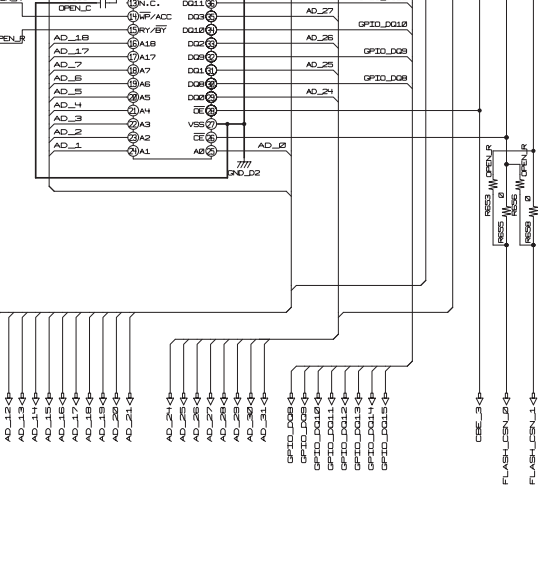 OPEN_C
13 N.C. DQ11 36
14 WP/ACC DQ3 35 AD_27
PEN_R 15 RY/BY DQ10 34 GPIO_DQ10
AD_18 16 A18 DQ2 33 AD_26
AD_17 17 A17 DQ9 32 GPIO_DQ9
AD_7 18 A7 DQ1 31 AD_25
AD_6 19 A6 DQ8 30 GPIO_DQ8
AD_5 20 A5 DQ0 29 AD_24
AD_4 21 A4 OE 28
AD_3 22 A3 VSS 27
AD_2 23 A2 CE 26
AD_1 24 A1 A0 25 AD_0
GND_D2
OPEN_R
R653
0
R655
OPEN_R
R656
0
R658
AD_12
AD_13
AD_14
AD_15
AD_16
AD_17
AD_18
AD_19
AD_20
AD_21
AD_24
AD_25
AD_26
AD_27
AD_28
AD_29
AD_30
AD_31
GPIO_DQ8
GPIO_DQ9
GPIO_DQ10
GPIO_DQ11
GPIO_DQ12
GPIO_DQ13
GPIO_DQ14
GPIO_DQ15
CBE_3
FLASH_CSN_0
FLASH_CSN_1